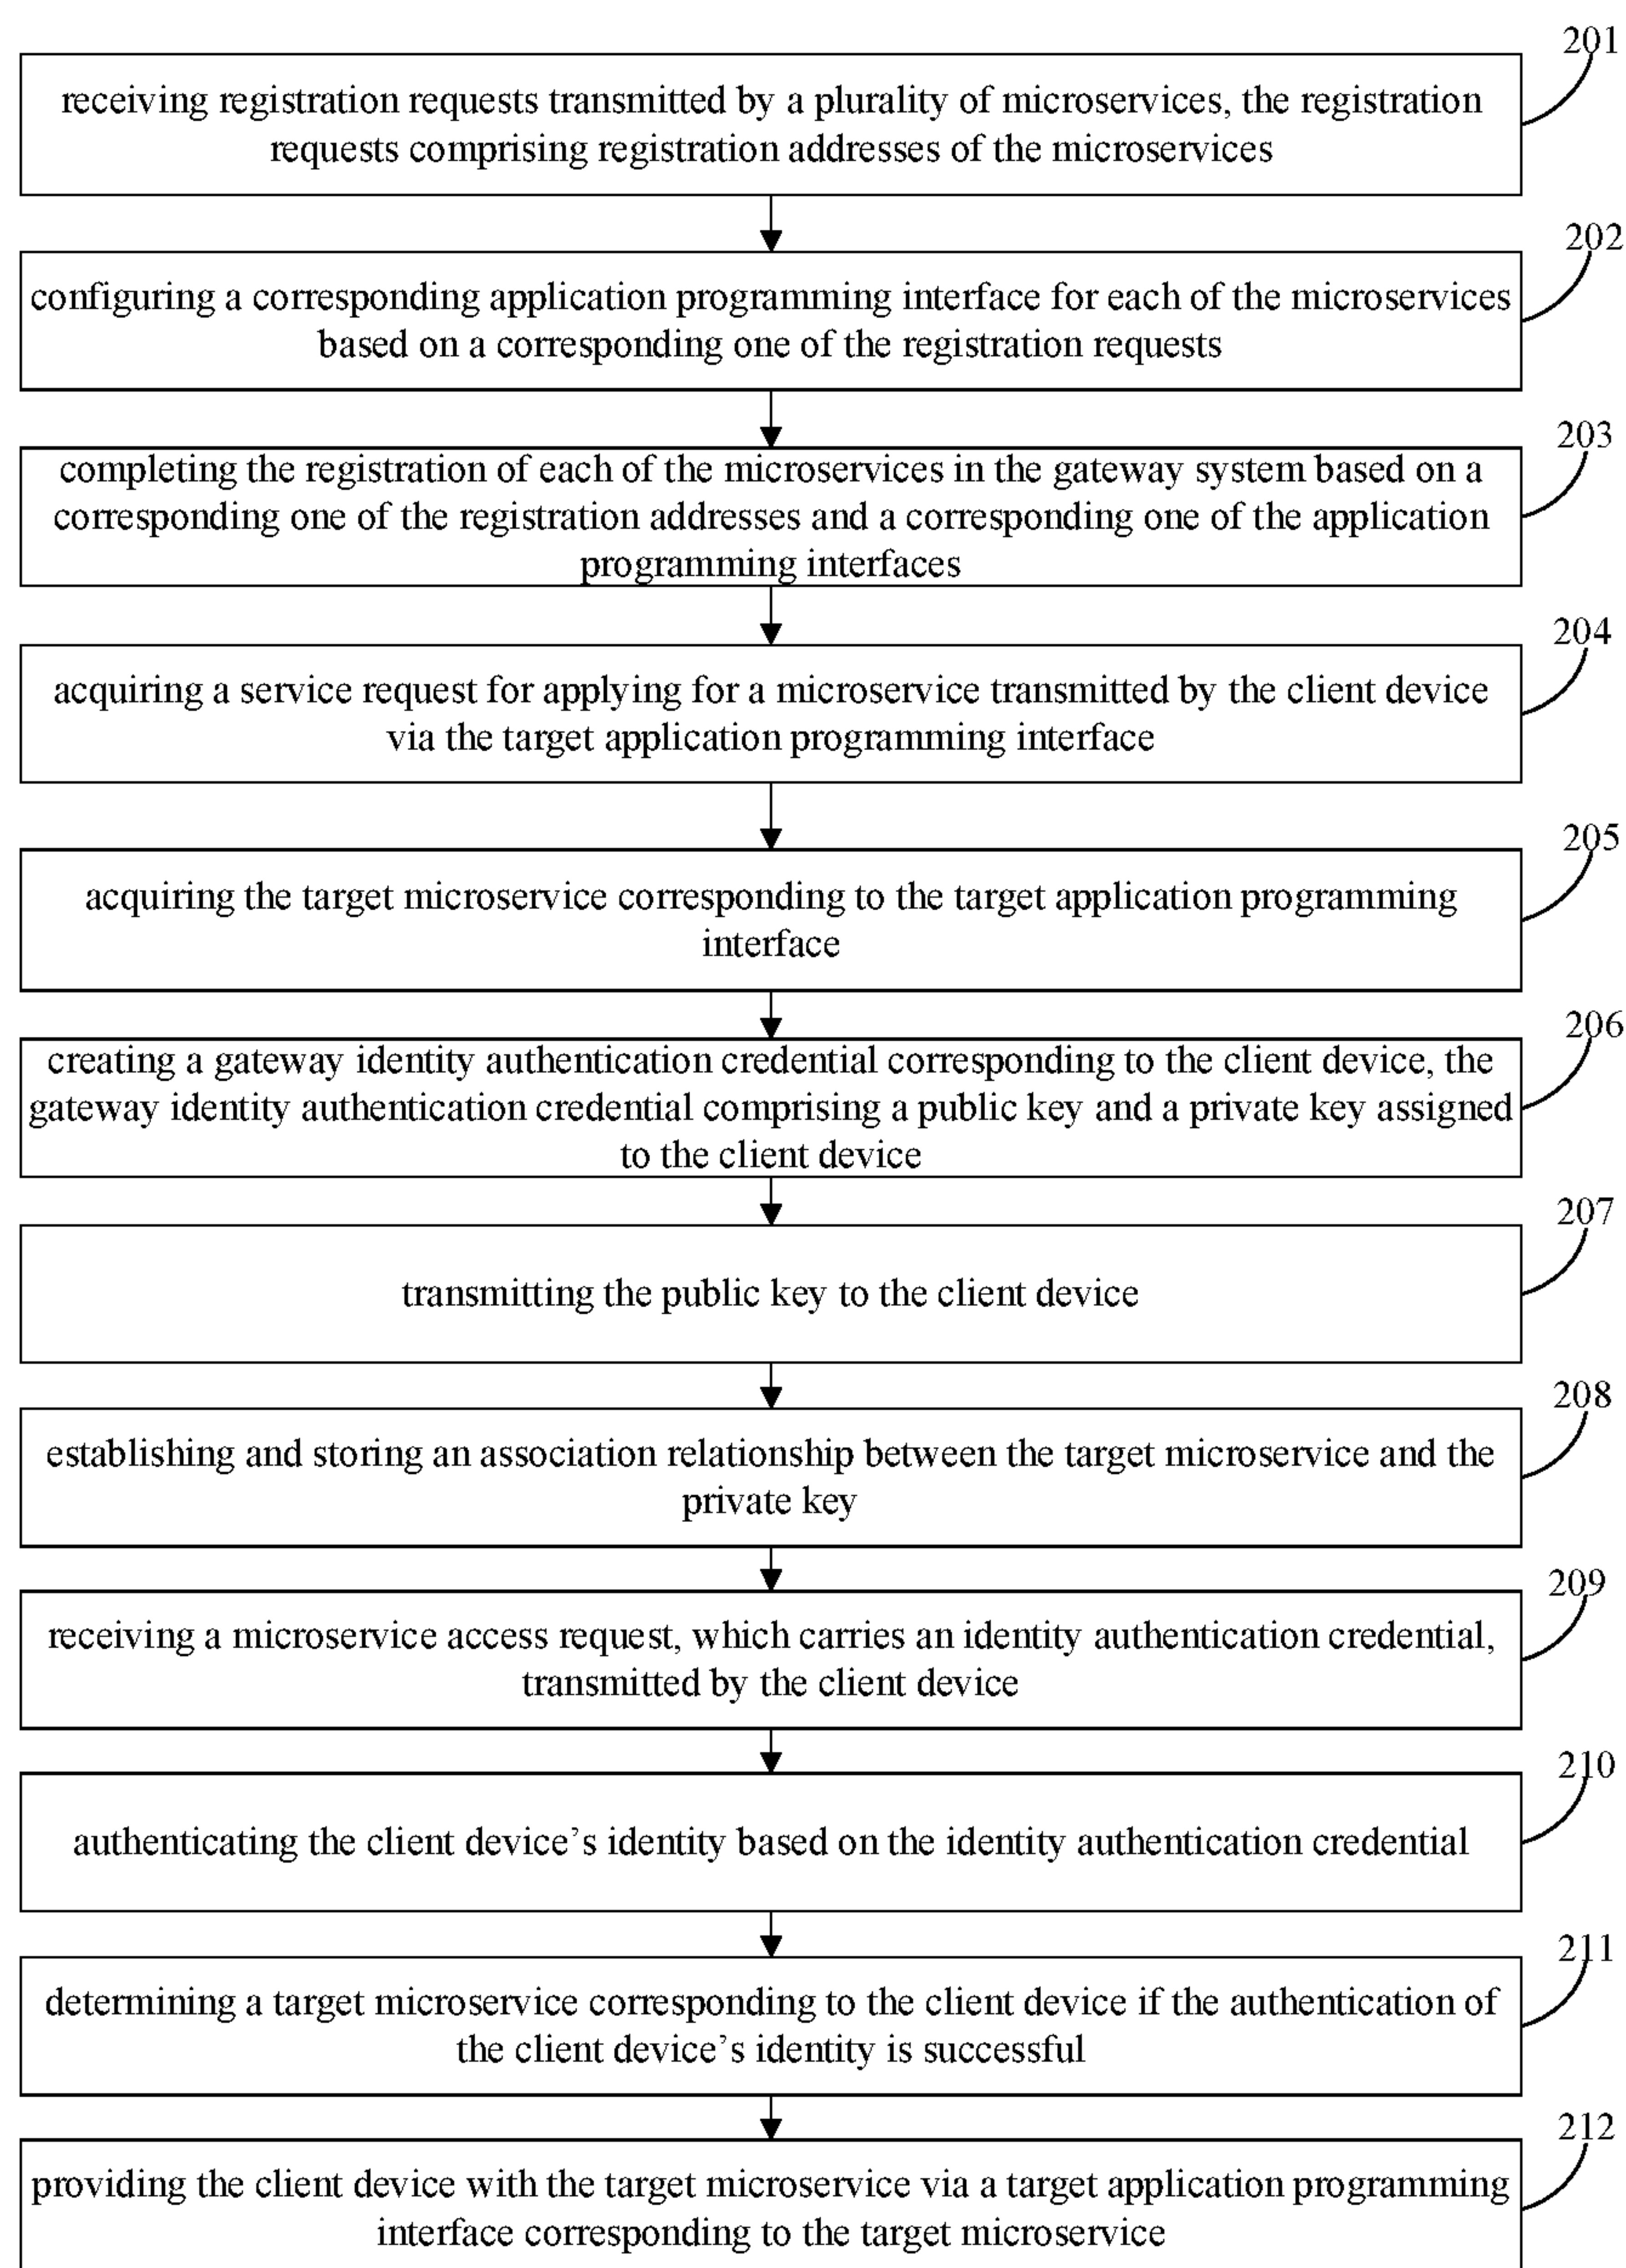 201
receiving registration requests transmitted by a plurality of microservices, the registration
requests comprising registration addresses of the microservices
202
configuring a corresponding application programming interface for each of the microservices
based on a corresponding one of the registration requests
203
completing the registration of each of the microservices in the gateway system based on a
corresponding one of the registration addresses and a corresponding one of the application
programming interfaces
204
acquiring a service request for applying for a microservice transmitted by the client device
via the target application programming interface
205
acquiring the target microservice corresponding to the target application programming
interface
206
creating a gateway identity authentication credential corresponding to the client device, the
gateway identity authentication credential comprising a public key and a private key assigned
to the client device
207
transmitting the public key to the client device
208
establishing and storing an association relationship between the target microservice and the
private key
209
receiving a microservice access request, which carries an identity authentication credential,
transmitted by the client device
210
authenticating the client device’s identity based on the identity authentication credential
211
determining a target microservice corresponding to the client device if the authentication of
the client device’s identity is successful
212
providing the client device with the target microservice via a target application programming
interface corresponding to the target microservice